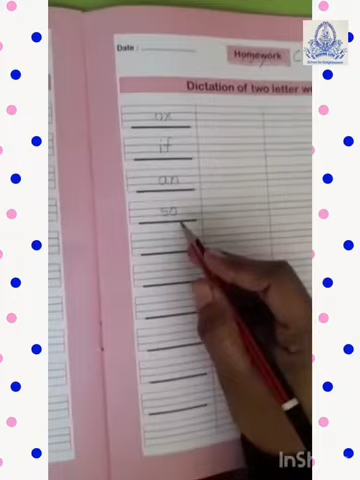 Date :
Homework
Dictation of two letter w
ox
if
an
so
InSh